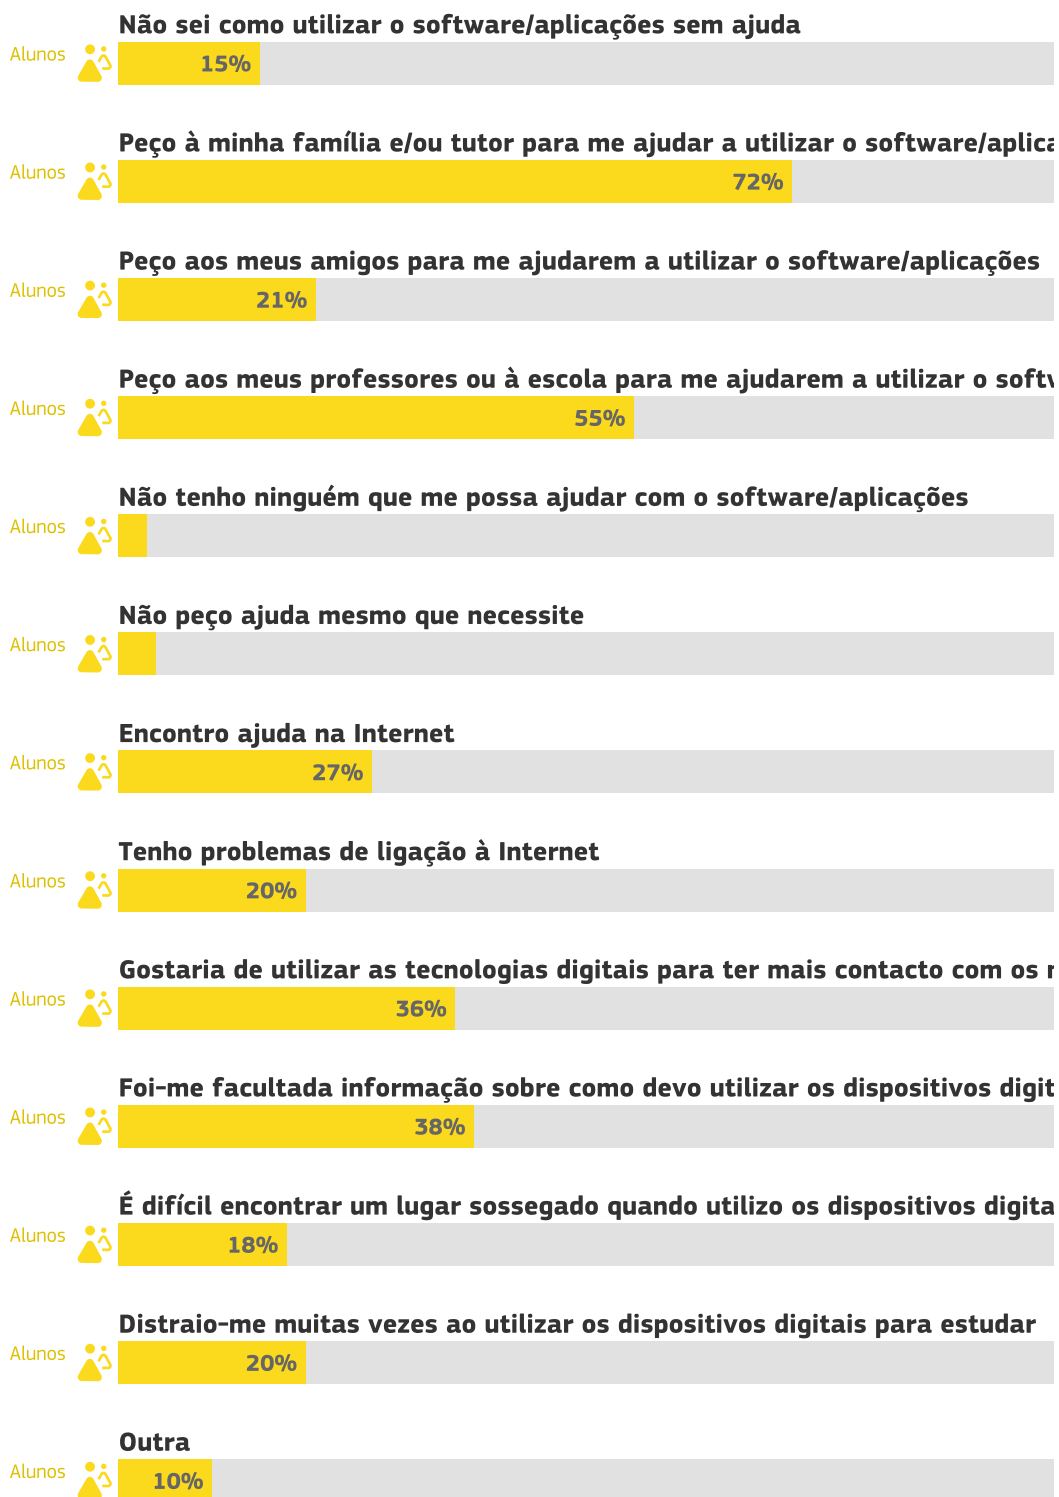 Não sei como utilizar o software/aplicações sem ajuda
Alunos 15%
Peço à minha família e/ou tutor para me ajudar a utilizar o software/aplica
Alunos 72%
Peço aos meus amigos para me ajudarem a utilizar o software/aplicações
Alunos 21%
Peço aos meus professores ou à escola para me ajudarem a utilizar o soft
Alunos 55%
Não tenho ninguém que me possa ajudar com o software/aplicações
Alunos
Não peço ajuda mesmo que necessite
Alunos
Encontro ajuda na Internet
Alunos 27%
Tenho problemas de ligação à Internet
Alunos 20%
Gostaria de utilizar as tecnologias digitais para ter mais contacto com os
Alunos 36%
Foi-me facultada informação sobre como devo utilizar os dispositivos digit
Alunos 38%
É difícil encontrar um lugar sossegado quando utilizo os dispositivos digita
Alunos 18%
Distraio-me muitas vezes ao utilizar os dispositivos digitais para estudar
Alunos 20%
Outra
Alunos 10%